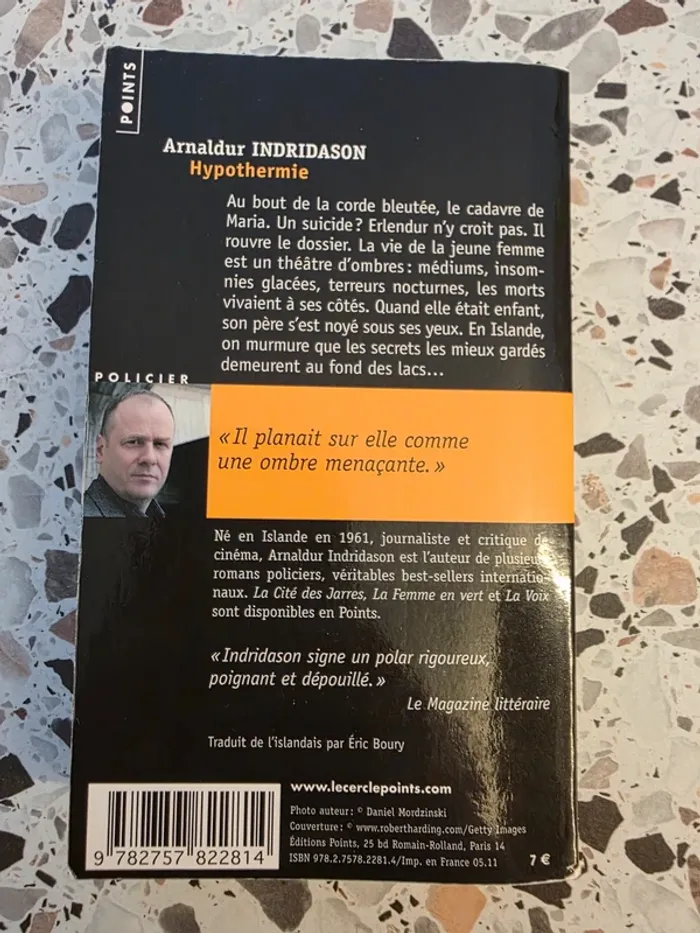 POINTS
Arnaldur INDRIDASON
Hypothermie
Au bout de la corde bleutée, le cadavre de
Maria. Un suicide ? Erlendur n'y croit pas. Il
rouvre le dossier. La vie de la jeune femme
est un théâtre d'ombres : médiums, insom-
nies glacées, terreurs nocturnes, les morts
vivaient à ses côtés. Quand elle était enfant,
son père s'est noyé sous ses yeux. En Islande,
on murmure que les secrets les mieux gardés
demeurent au fond des lacs...
POLICIER
« Il planait sur elle comme
une ombre menaçante. »
Né en Islande en 1961, journaliste et critique de
cinéma, Arnaldur Indridason est l'auteur de plusieurs
romans policiers, véritables best-sellers internatio-
naux. La Cité des Jarres, La Femme en vert et La Voix
sont disponibles en Points.
« Indridason signe un polar rigoureux,
poignant et dépouillé. »
Le Magazine littéraire
Traduit de l'islandais par Éric Boury
www.lecerclepoints.com
Photo auteur : © Daniel Mordzinski
Couverture : © www.robertharding.com/Getty Images
Éditions Points, 25 bd Romain-Rolland, Paris 14
ISBN 978.2.7578.2281.4/Imp. en France 05.11
7 €
9 782757 822814